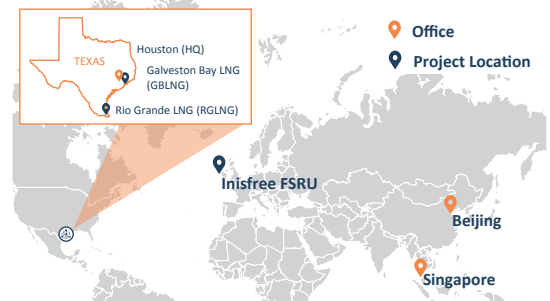 Houston (HQ)
TEXAS
Galveston Bay LNG
(GBLNG)
Rio Grande LNG (RGLNG)
Office
Project Location
Inisfree FSRU
Beijing
Singapore